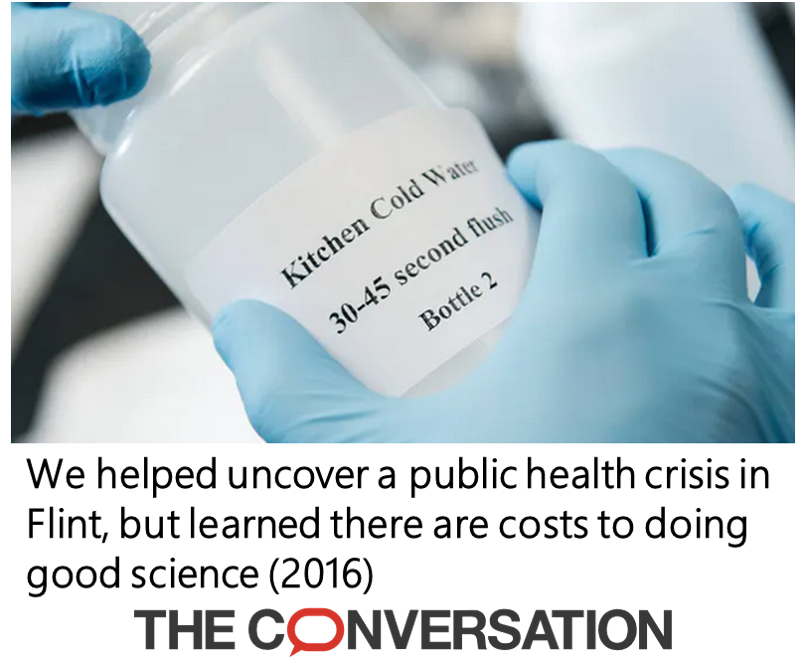 Kitchen Cold Water
30-45 second flush
Bottle 2
We helped uncover a public health crisis in
Flint, but learned there are costs to doing
good science (2016)
THE CONVERSATION